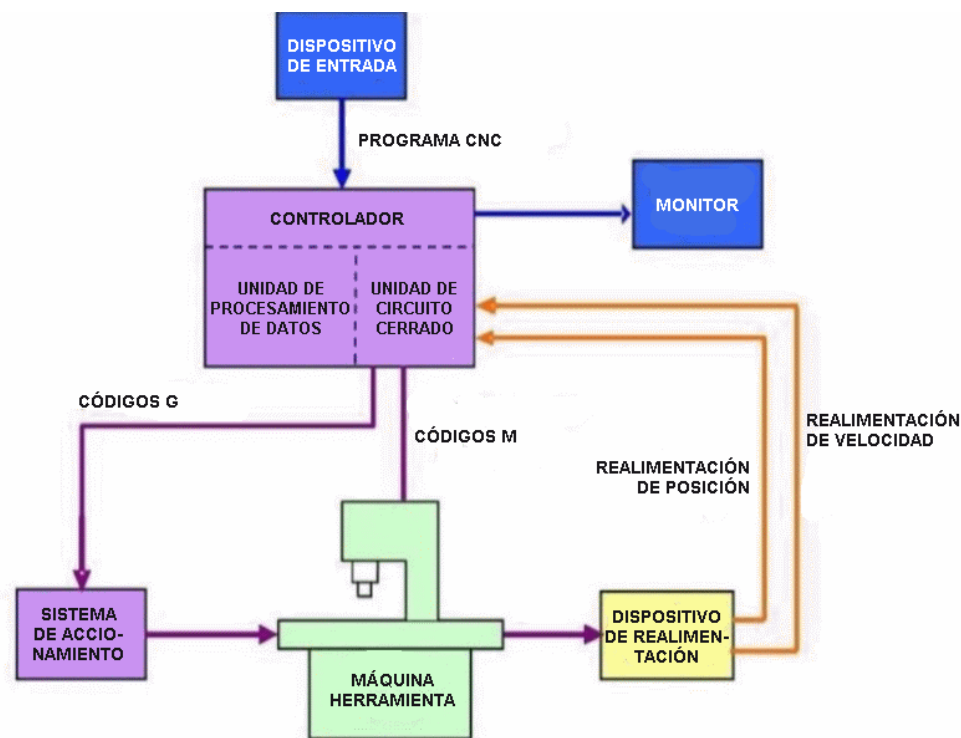 DISPOSITIVO
DE ENTRADA
PROGRAMA CNC
MONITOR
CONTROLADOR
UNIDAD DE
PROCESAMIENTO
DE DATOS
UNIDAD DE
CIRCUITO
CERRADO
CÓDIGOS G
CÓDIGOS M
REALIMENTACIÓN
DE VELOCIDAD
REALIMENTACIÓN
DE POSICIÓN
SISTEMA
DE ACCIO-
NAMIENTO
MÁQUINA
HERRAMIENTA
DISPOSITIVO
DE REALIMEN-
TACIÓN